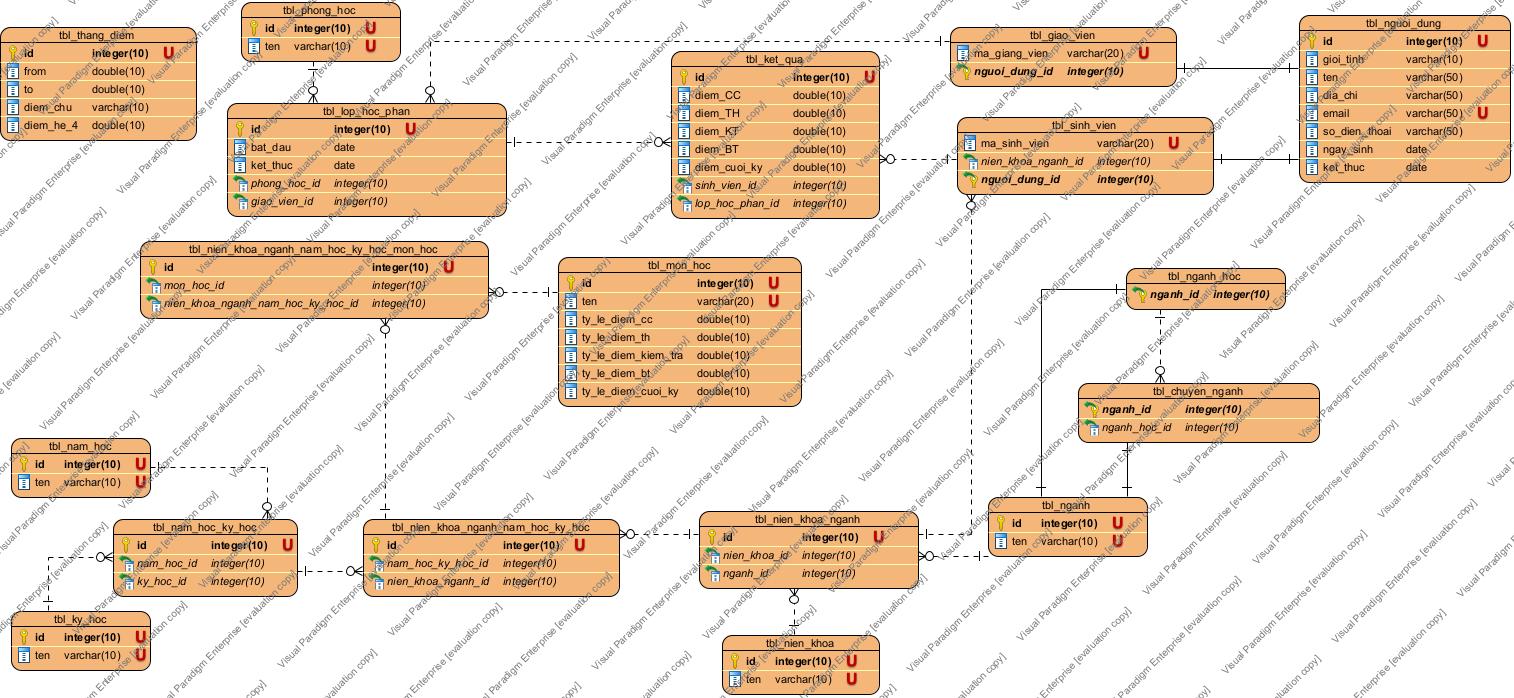 tbl_thang_diem
id integer(10) U
from double(10)
to double(10)
diem_chu varchar(10)
diem_he_4 double(10)
tbl_phong_hoc
id integer(10) U
ten varchar(10) U
tbl_lop_hoc_phan
id integer(10) U
bat_dau date
ket_thuc date
phong_hoc_id integer(10)
giao_vien_id integer(10)
tbl_ket_qua
id integer(10) U
diem_CC double(10)
diem_TH double(10)
diem_KT double(10)
diem_BT double(10)
diem_cuoi_ky double(10)
sinh_vien_id integer(10)
lop_hoc_phan_id integer(10)
tbl_giao_vien
ma_giang_vien varchar(20) U
nguoi_dung_id integer(10)
tbl_sinh_vien
ma_sinh_vien varchar(20) U
nien_khoa_nganh_id integer(10)
nguoi_dung_id integer(10)
tbl_nguoi_dung
id integer(10) U
gioi_tinh varchar(10)
ten varchar(50)
dia_chi varchar(50)
email varchar(50) U
so_dien_thoai varchar(50)
ngay_sinh date
ket_thuc date
tbl_nien_khoa_nganh_nam_hoc_ky_hoc_mon_hoc
id integer(10) U
mon_hoc_id integer(10)
nien_khoa_nganh_nam_hoc_ky_hoc_id integer(10)
tbl_mon_hoc
id integer(10) U
ten varchar(20) U
ty_le_diem_cc double(10)
ty_le_diem_th double(10)
ty_le_diem_kiem_tra double(10)
ty_le_diem_bt double(10)
ty_le_diem_cuoi_ky double(10)
tbl_nganh_hoc
nganh_id integer(10)
tbl_chuyen_nganh
nganh_id integer(10)
nganh_hoc_id integer(10)
tbl_nam_hoc
id integer(10) U
ten varchar(10) U
tbl_nam_hoc_ky_hoc
id integer(10) U
nam_hoc_id integer(10)
ky_hoc_id integer(10)
tbl_nien_khoa_nganh_nam_hoc_ky_hoc
id integer(10) U
nam_hoc_ky_hoc_id integer(10)
nien_khoa_nganh_id integer(10)
tbl_nien_khoa_nganh
id integer(10) U
nien_khoa_id integer(10)
nganh_id integer(10)
tbl_nganh
id integer(10) U
ten varchar(10) U
tbl_ky_hoc
id integer(10) U
ten varchar(10) U
tbl_nien_khoa
id integer(10) U
ten varchar(10) U
Visual Paradigm Enterprise [evaluation copy]